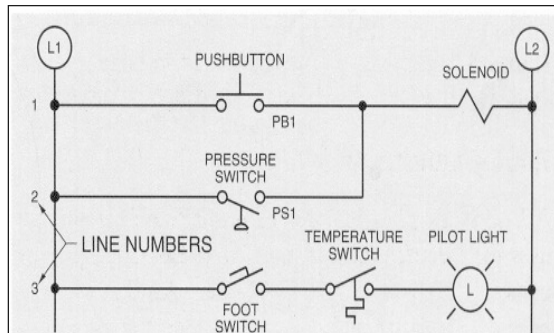 L1
L2
PUSHBUTTON
SOLENOID
1
PB1
PRESSURE
SWITCH
2
PS1
LINE NUMBERS
TEMPERATURE
SWITCH
PILOT LIGHT
3
L
FOOT
SWITCH